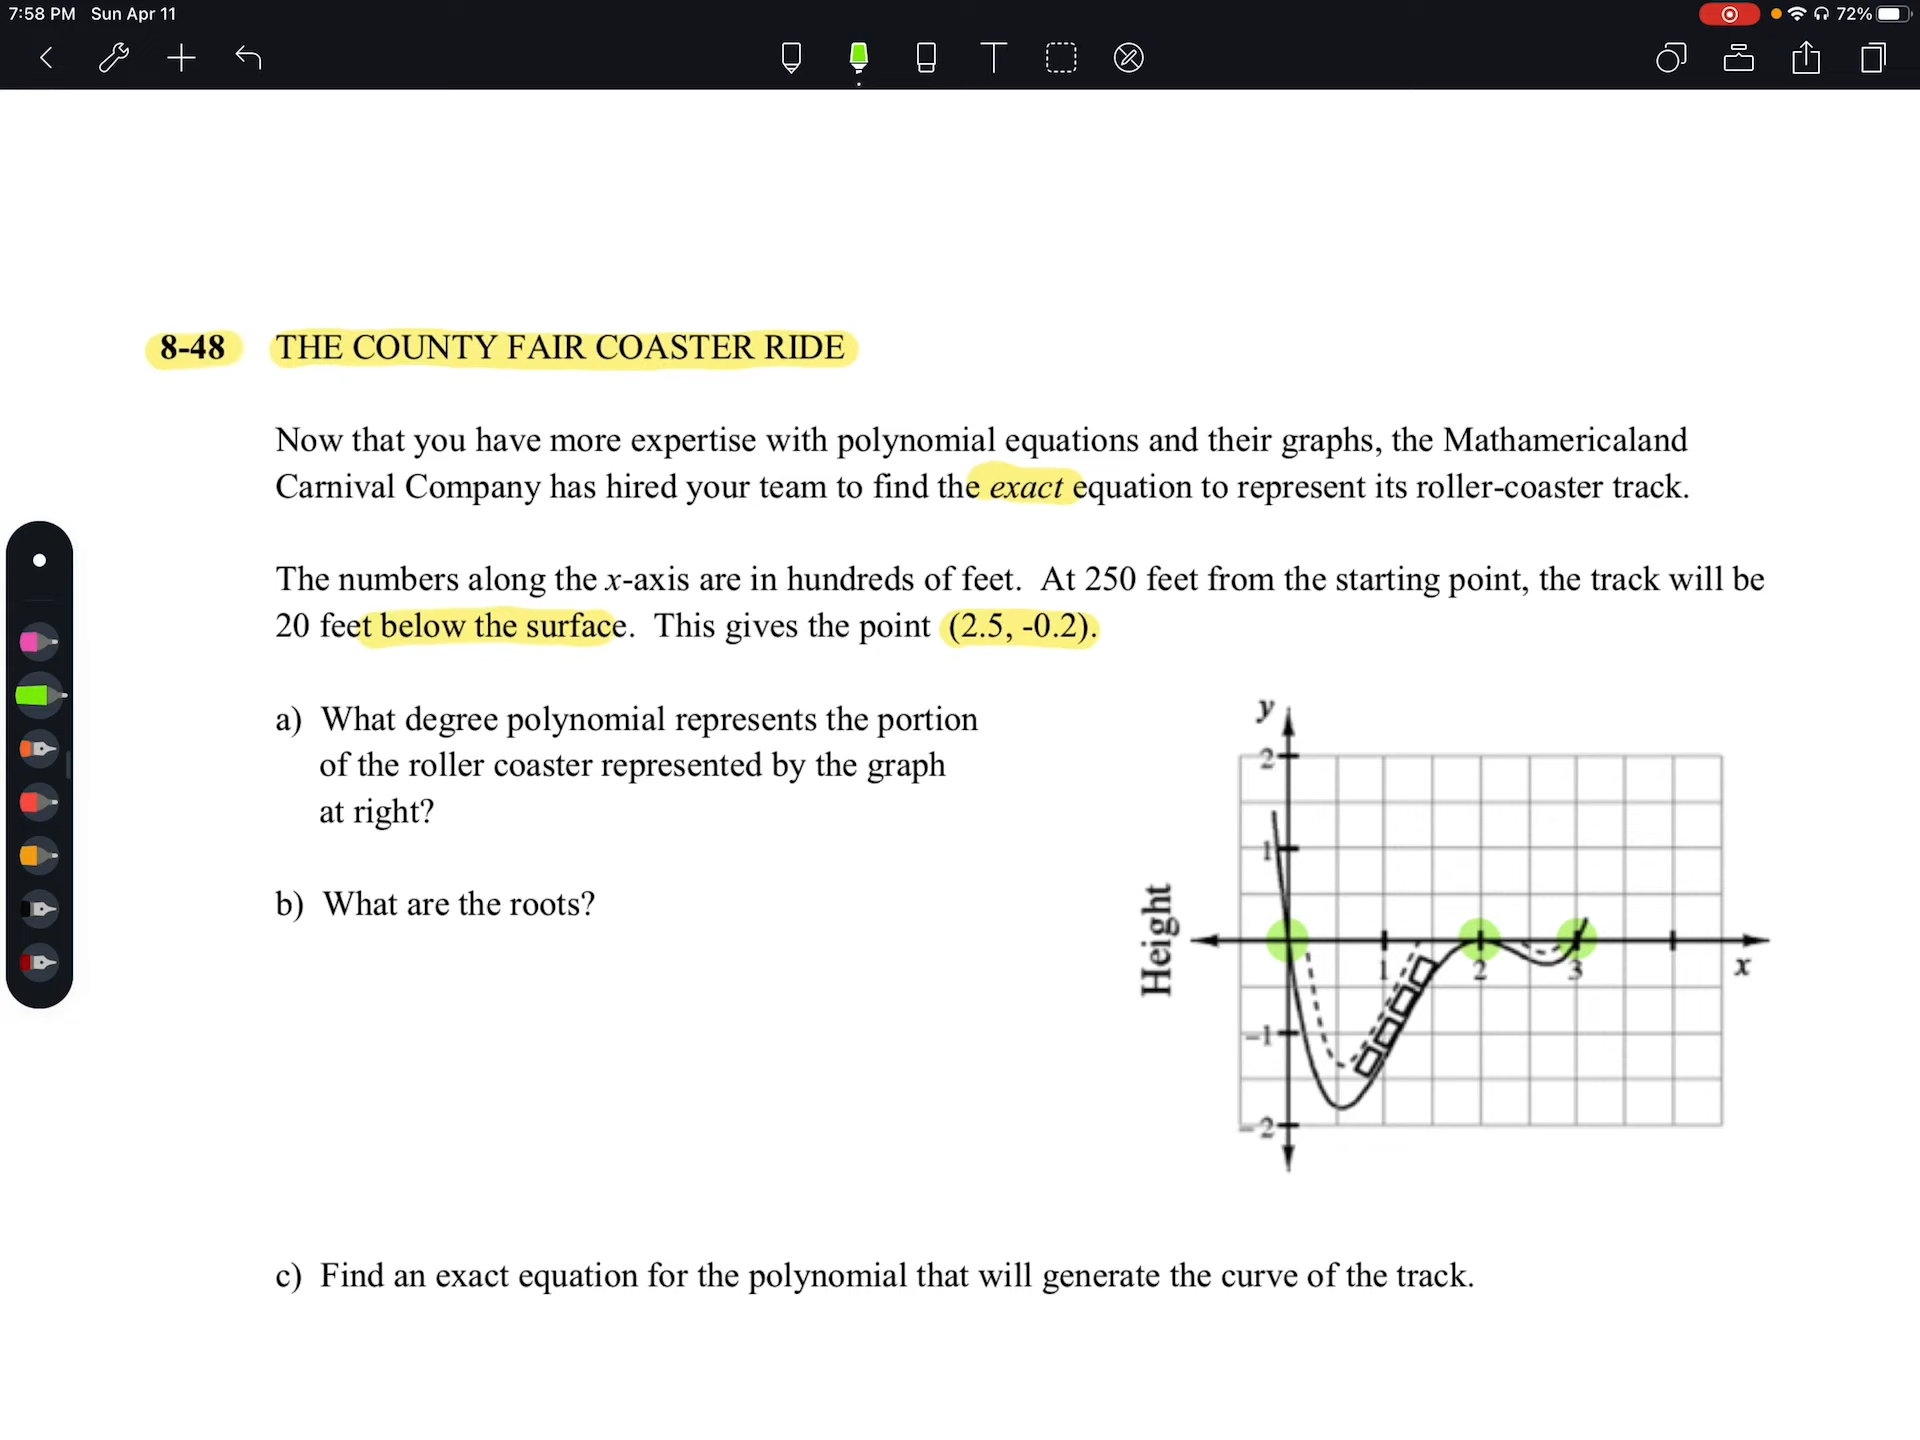 7:58 PM Sun Apr 11
72%
T
8-48 THE COUNTY FAIR COASTER RIDE
Now that you have more expertise with polynomial equations and their graphs, the Mathamericaland
Carnival Company has hired your team to find the exact equation to represent its roller-coaster track.
The numbers along the x-axis are in hundreds of feet. At 250 feet from the starting point, the track will be
20 feet below the surface. This gives the point (2.5, -0.2).
a) What degree polynomial represents the portion
of the roller coaster represented by the graph
at right?
b) What are the roots?
y
2
1
Height
1 2 3 x
-1
-2
c) Find an exact equation for the polynomial that will generate the curve of the track.